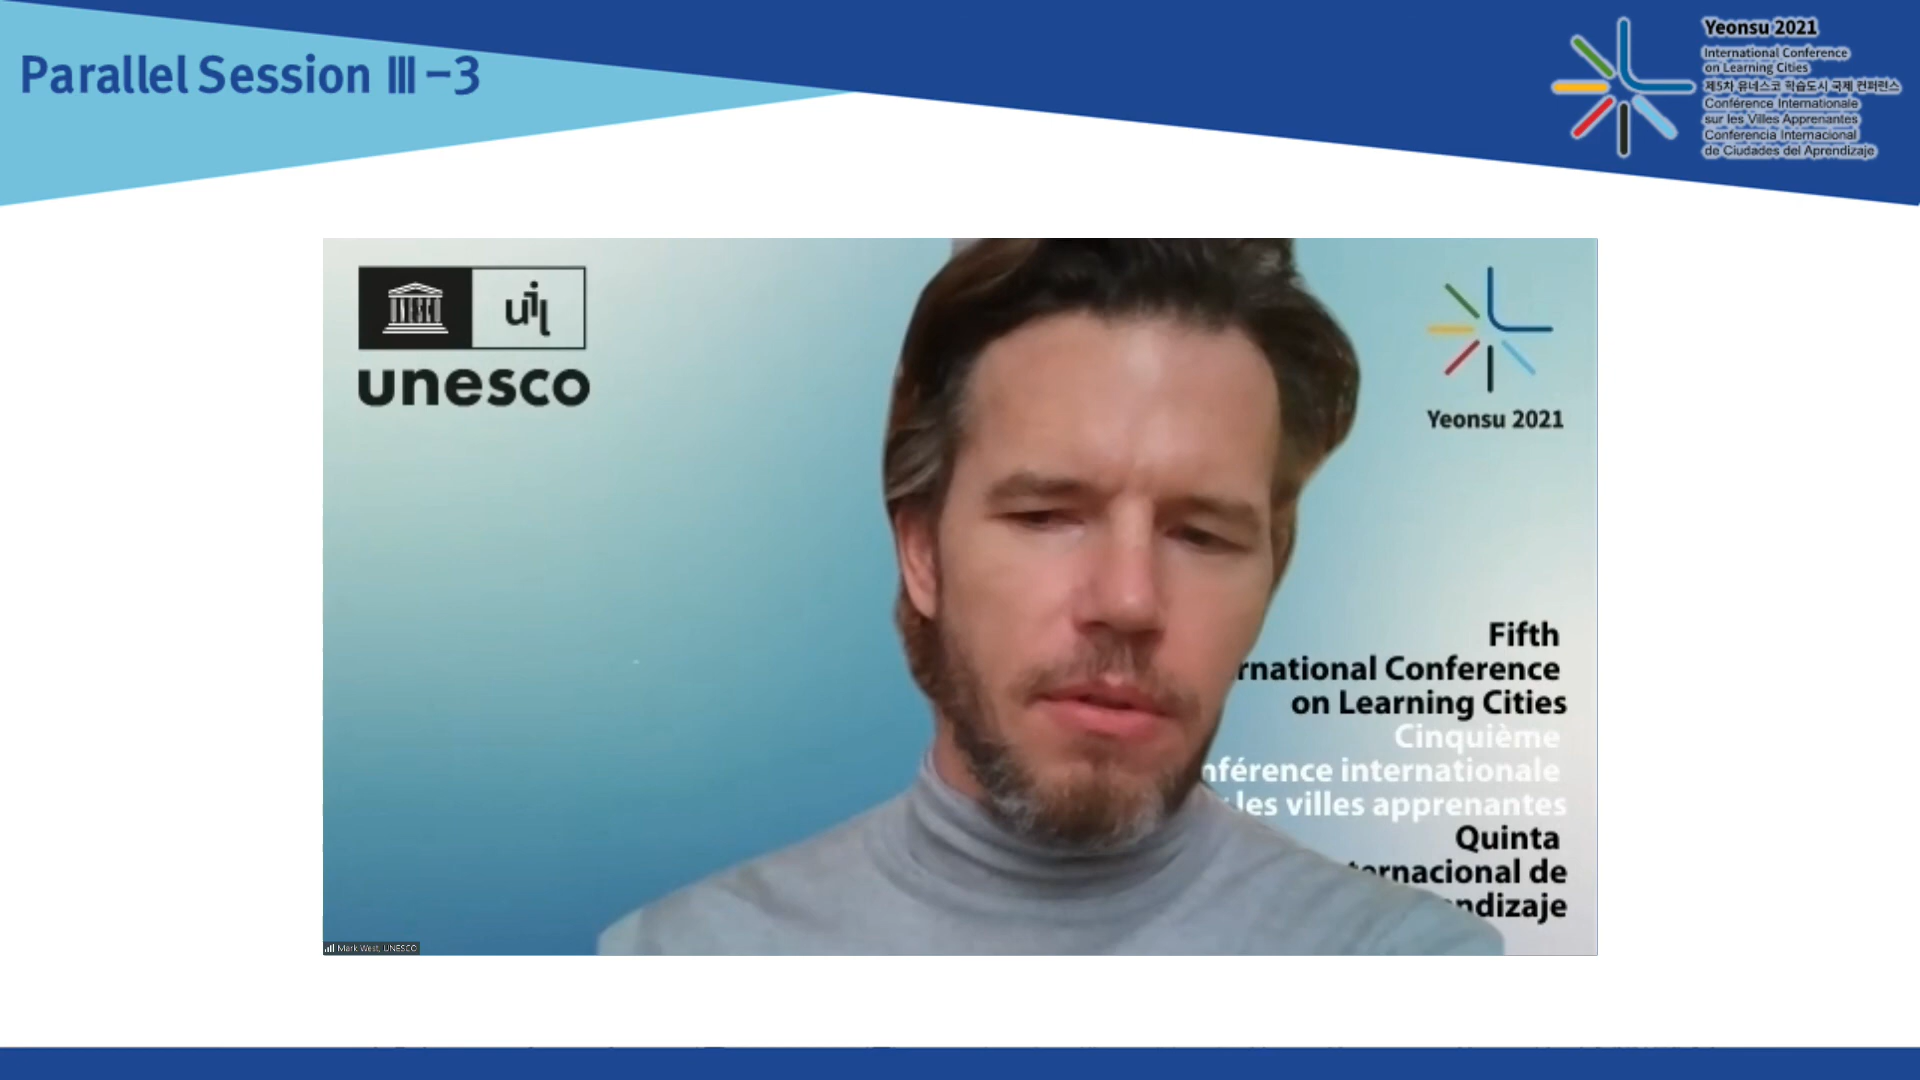 Parallel Session Ⅲ-3
Yeonsu 2021
International Conference
on Learning Cities
제5차 유네스코 학습도시 국제 컨퍼런스
Conférence Internationale
sur les Villes Apprenantes
Conferencia Internacional
de Ciudades del Aprendizaje
UNESCO
uil
unesco
Yeonsu 2021
Fifth
rnational Conference
on Learning Cities
Cinquième
nférence internationale
les villes apprenantes
Quinta
ternacional de
ndizaje
Mark West, UNESCO